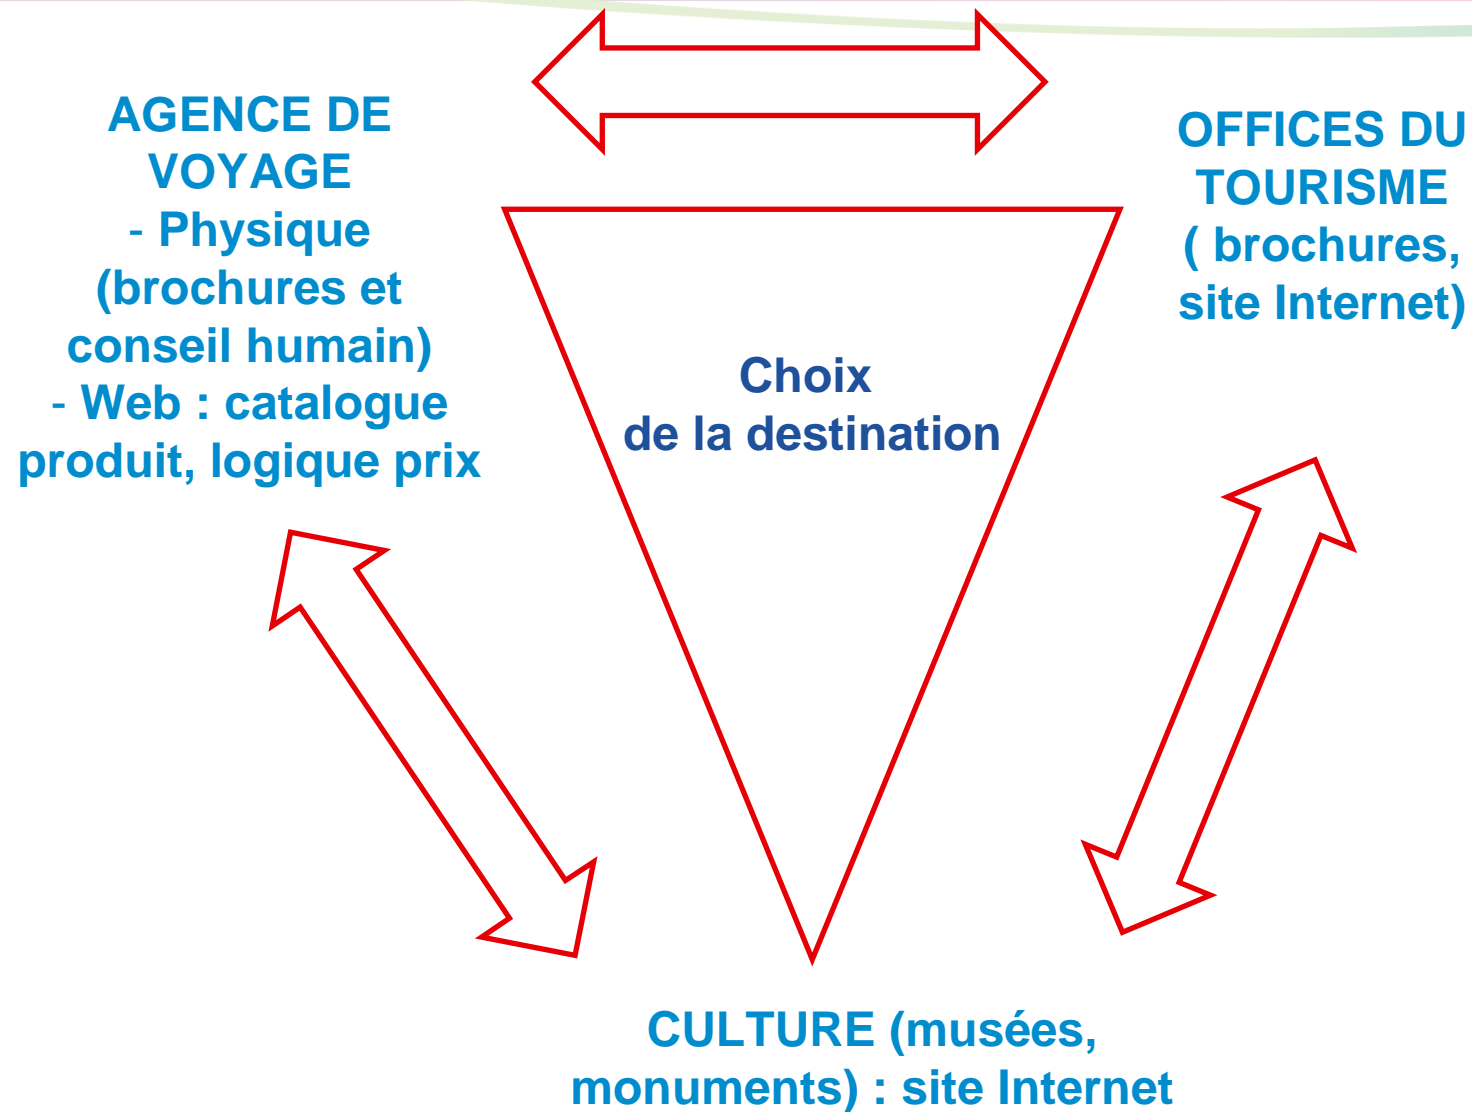 AGENCE DE
VOYAGE
- Physique
(brochures et
conseil humain)
- Web : catalogue
produit, logique prix
OFFICES DU
TOURISME
( brochures,
site Internet)
Choix
de la destination
CULTURE (musées,
monuments) : site Internet